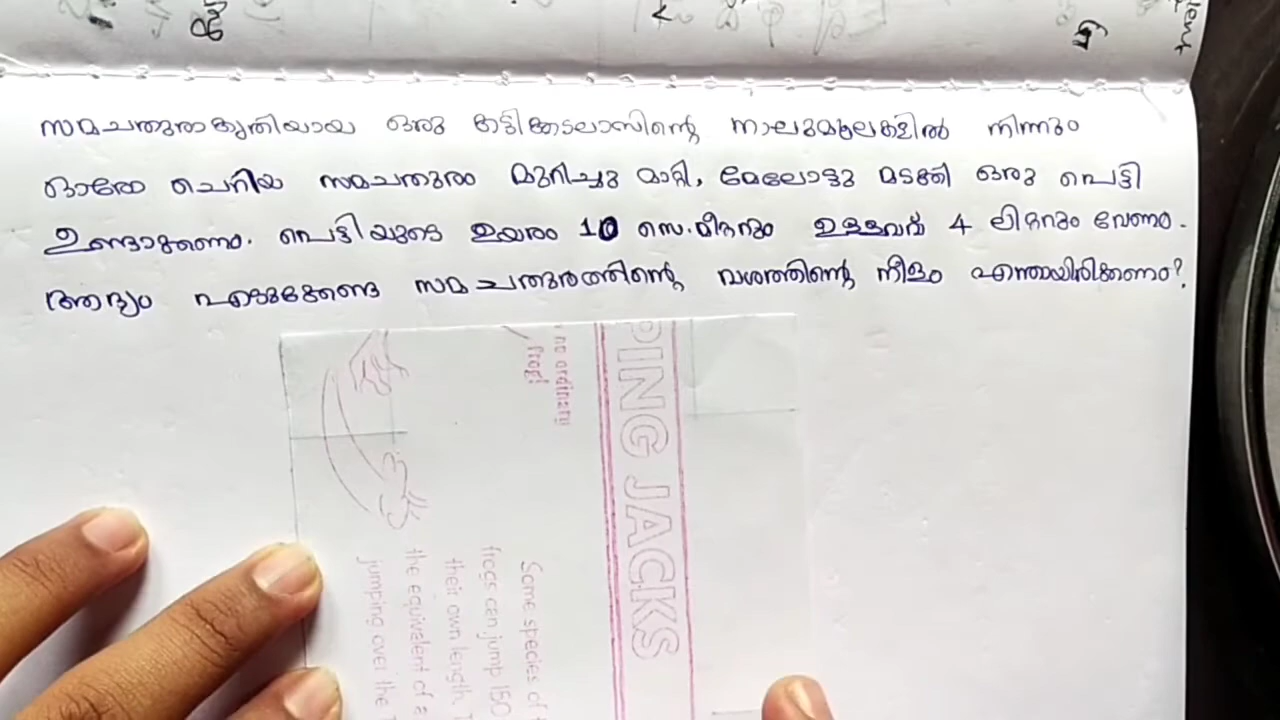 സമചതുരാകൃതിയായ ഒരു കട്ടിക്കടലാസിന്റെ നാലുമൂലകളിൽ നിന്നും
ഓരോ ചെറിയ സമചതുരം മുറിച്ചു മാറ്റി, മേലോട്ടു മടക്കി ഒരു പെട്ടി
ഉണ്ടാക്കണം. പെട്ടിയുടെ ഉയരം 10 സെ.മീറ്ററും ഉള്ളളവ് 4 ലിറ്ററും വേണം.
ആദ്യം എടുക്കേണ്ട സമചതുരത്തിന്റെ വശത്തിന്റെ നീളം എന്തായിരിക്കണം?
no ordinary
frog!
PING JACKS
Some species of
frogs can jump 150
their own length.
the equivalent of a
jumping over the